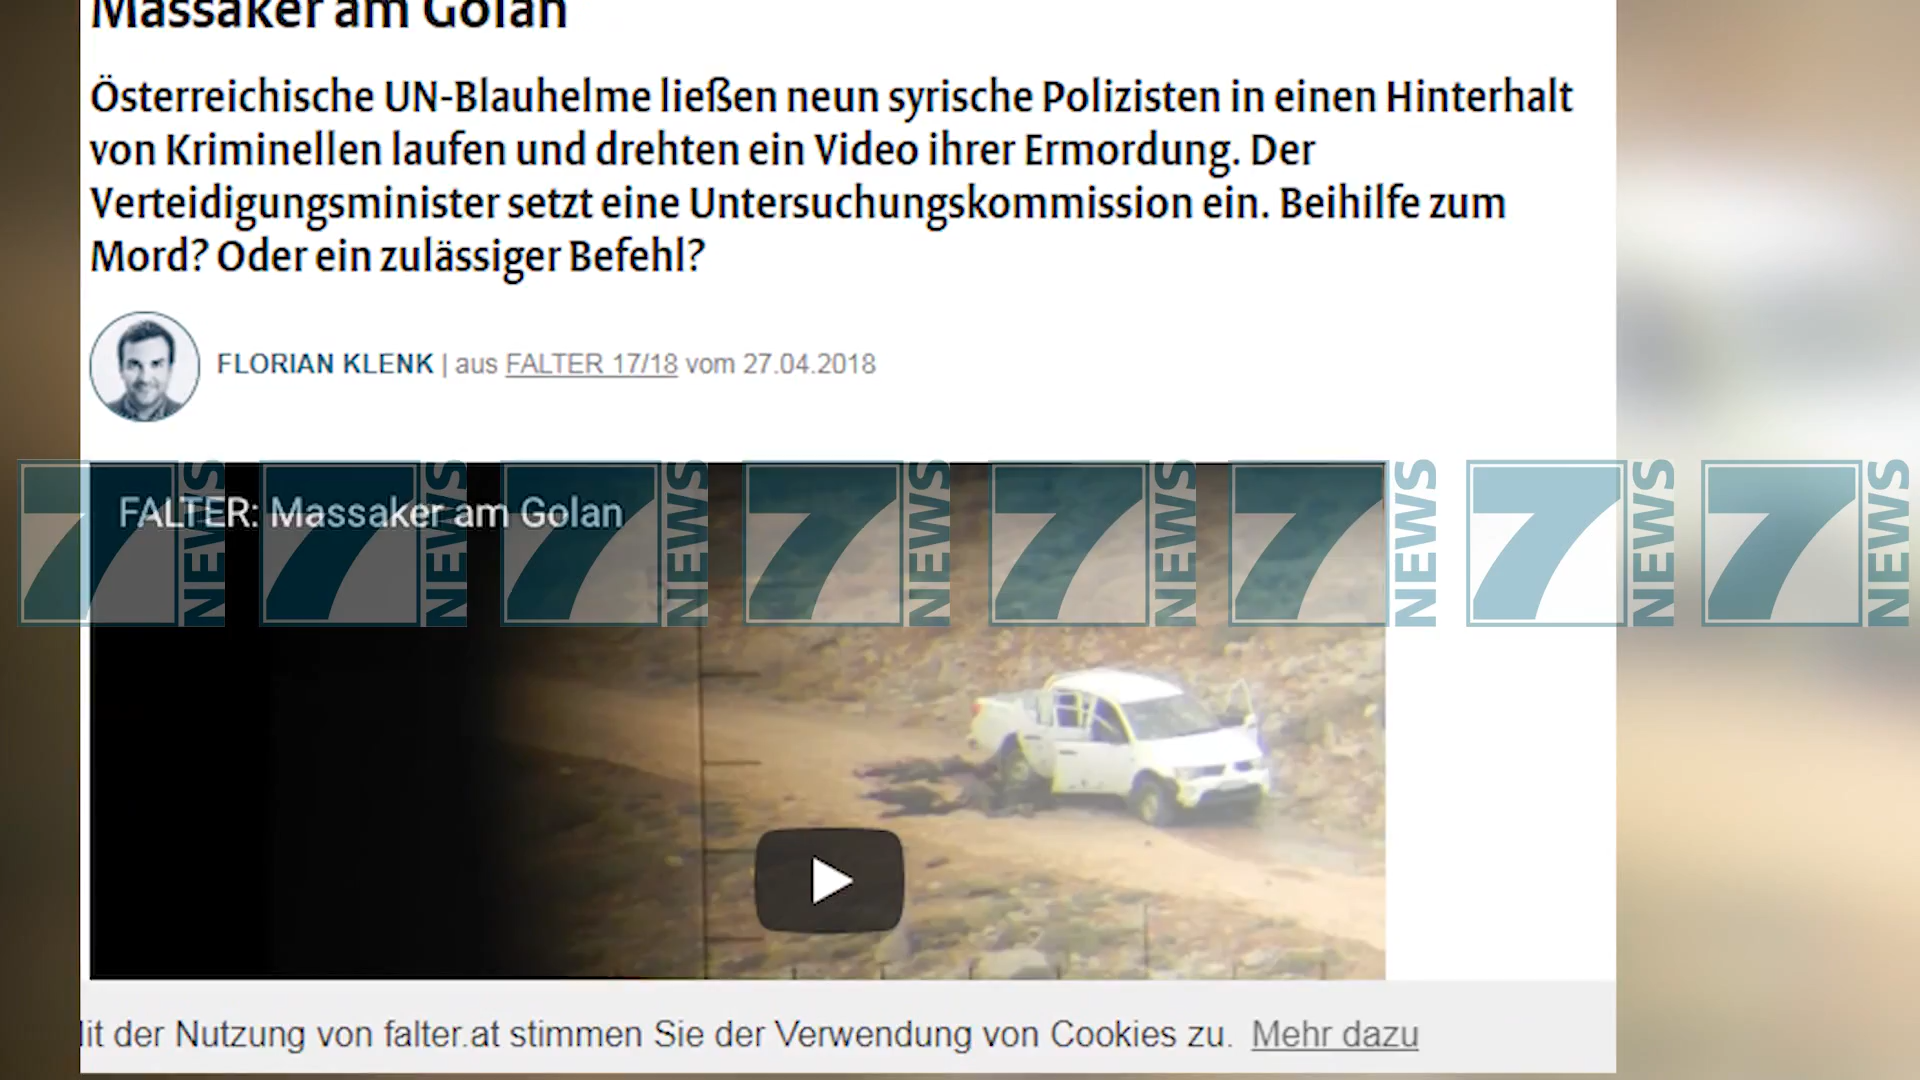 Massaker am Golan
Österreichische UN-Blauhelme ließen neun syrische Polizisten in einen Hinterhalt
von Kriminellen laufen und drehten ein Video ihrer Ermordung. Der
Verteidigungsminister setzt eine Untersuchungskommission ein. Beihilfe zum
Mord? Oder ein zulässiger Befehl?
FLORIAN KLENK | aus FALTER 17/18 vom 27.04.2018
FALTER: Massaker am Golan
7 NEWS 7 NEWS 7 NEWS 7 NEWS 7 NEWS 7 NEWS 7 NEWS 7 NEWS
it der Nutzung von falter.at stimmen Sie der Verwendung von Cookies zu. Mehr dazu